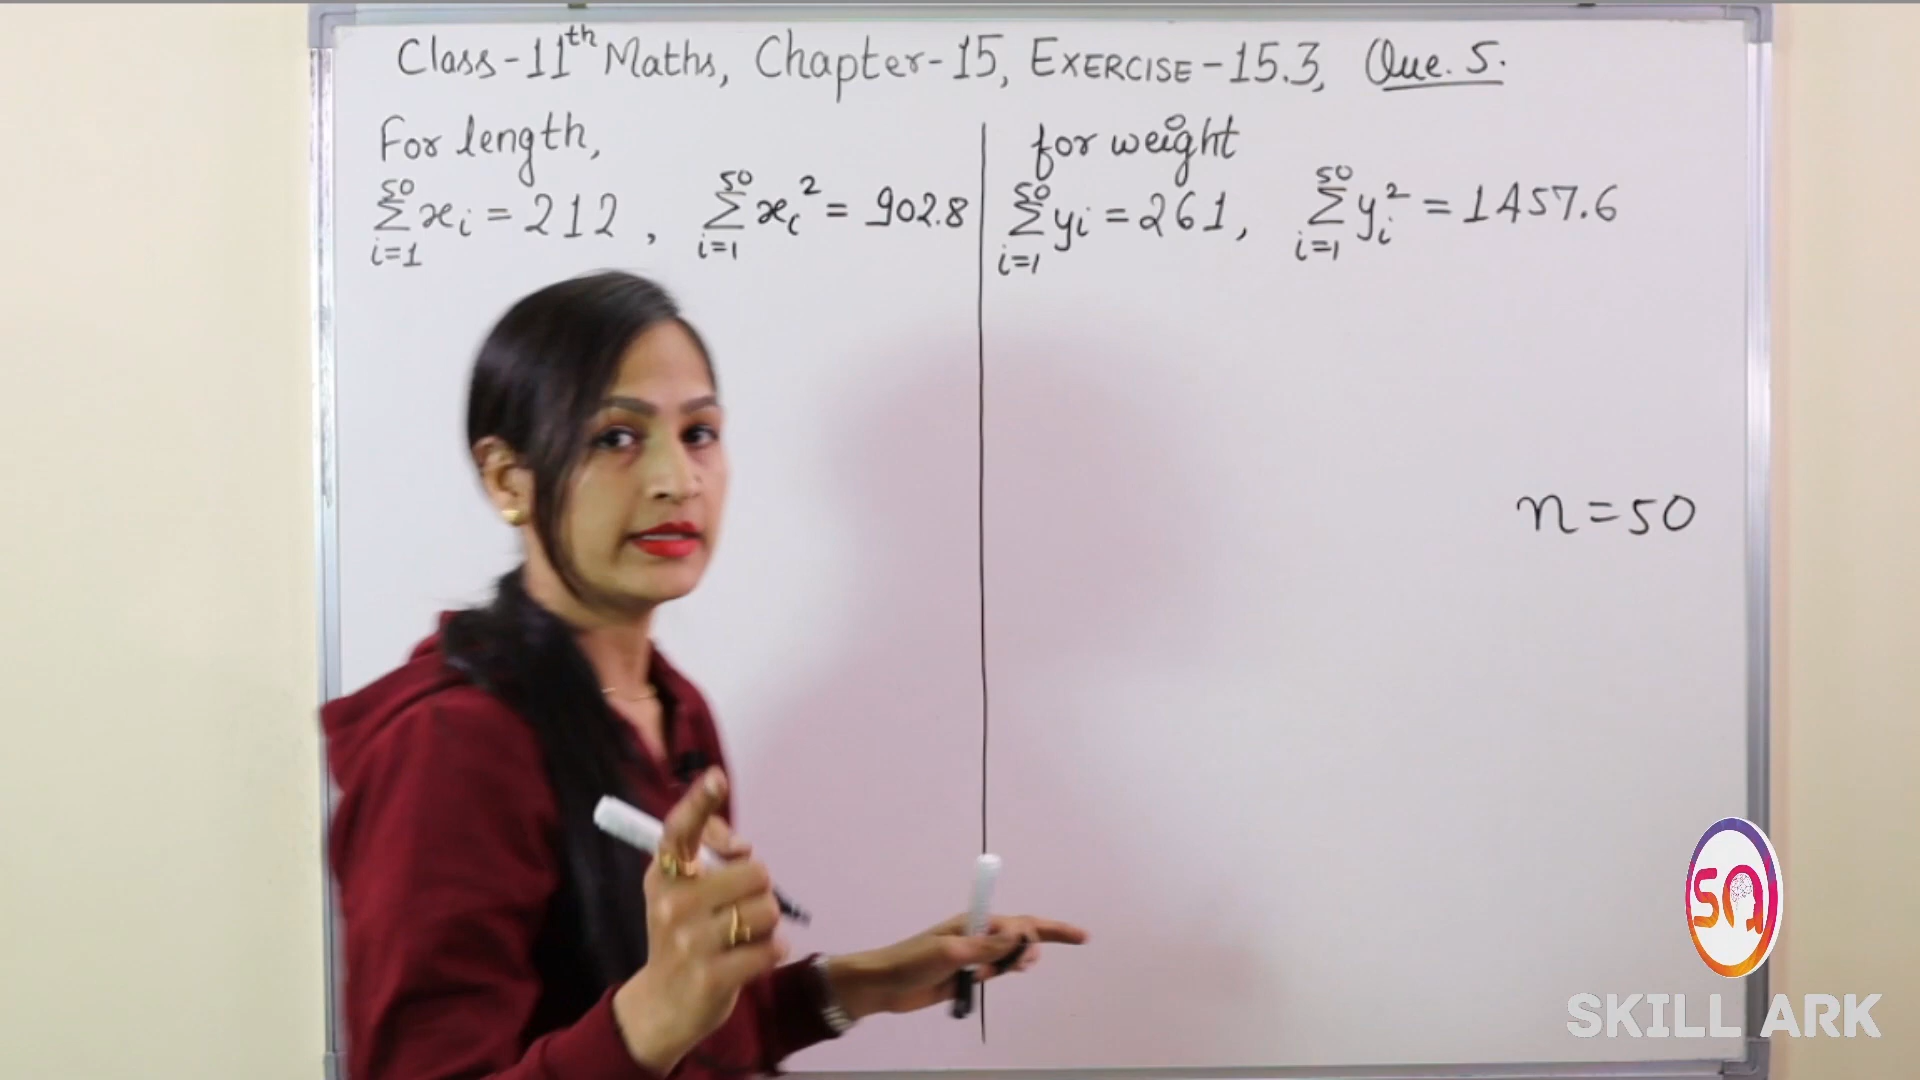 Class-11th Maths, Chapter-15, EXERCISE-15.3, Que. 5.
For length,
50
∑ xi = 212 ,
i=1
50
∑ xi² = 902.8
i=1
for weight
50
∑ yi = 261,
i=1
50
∑ yi² = 1457.6
i=1
n = 50
SA
SKILL ARK